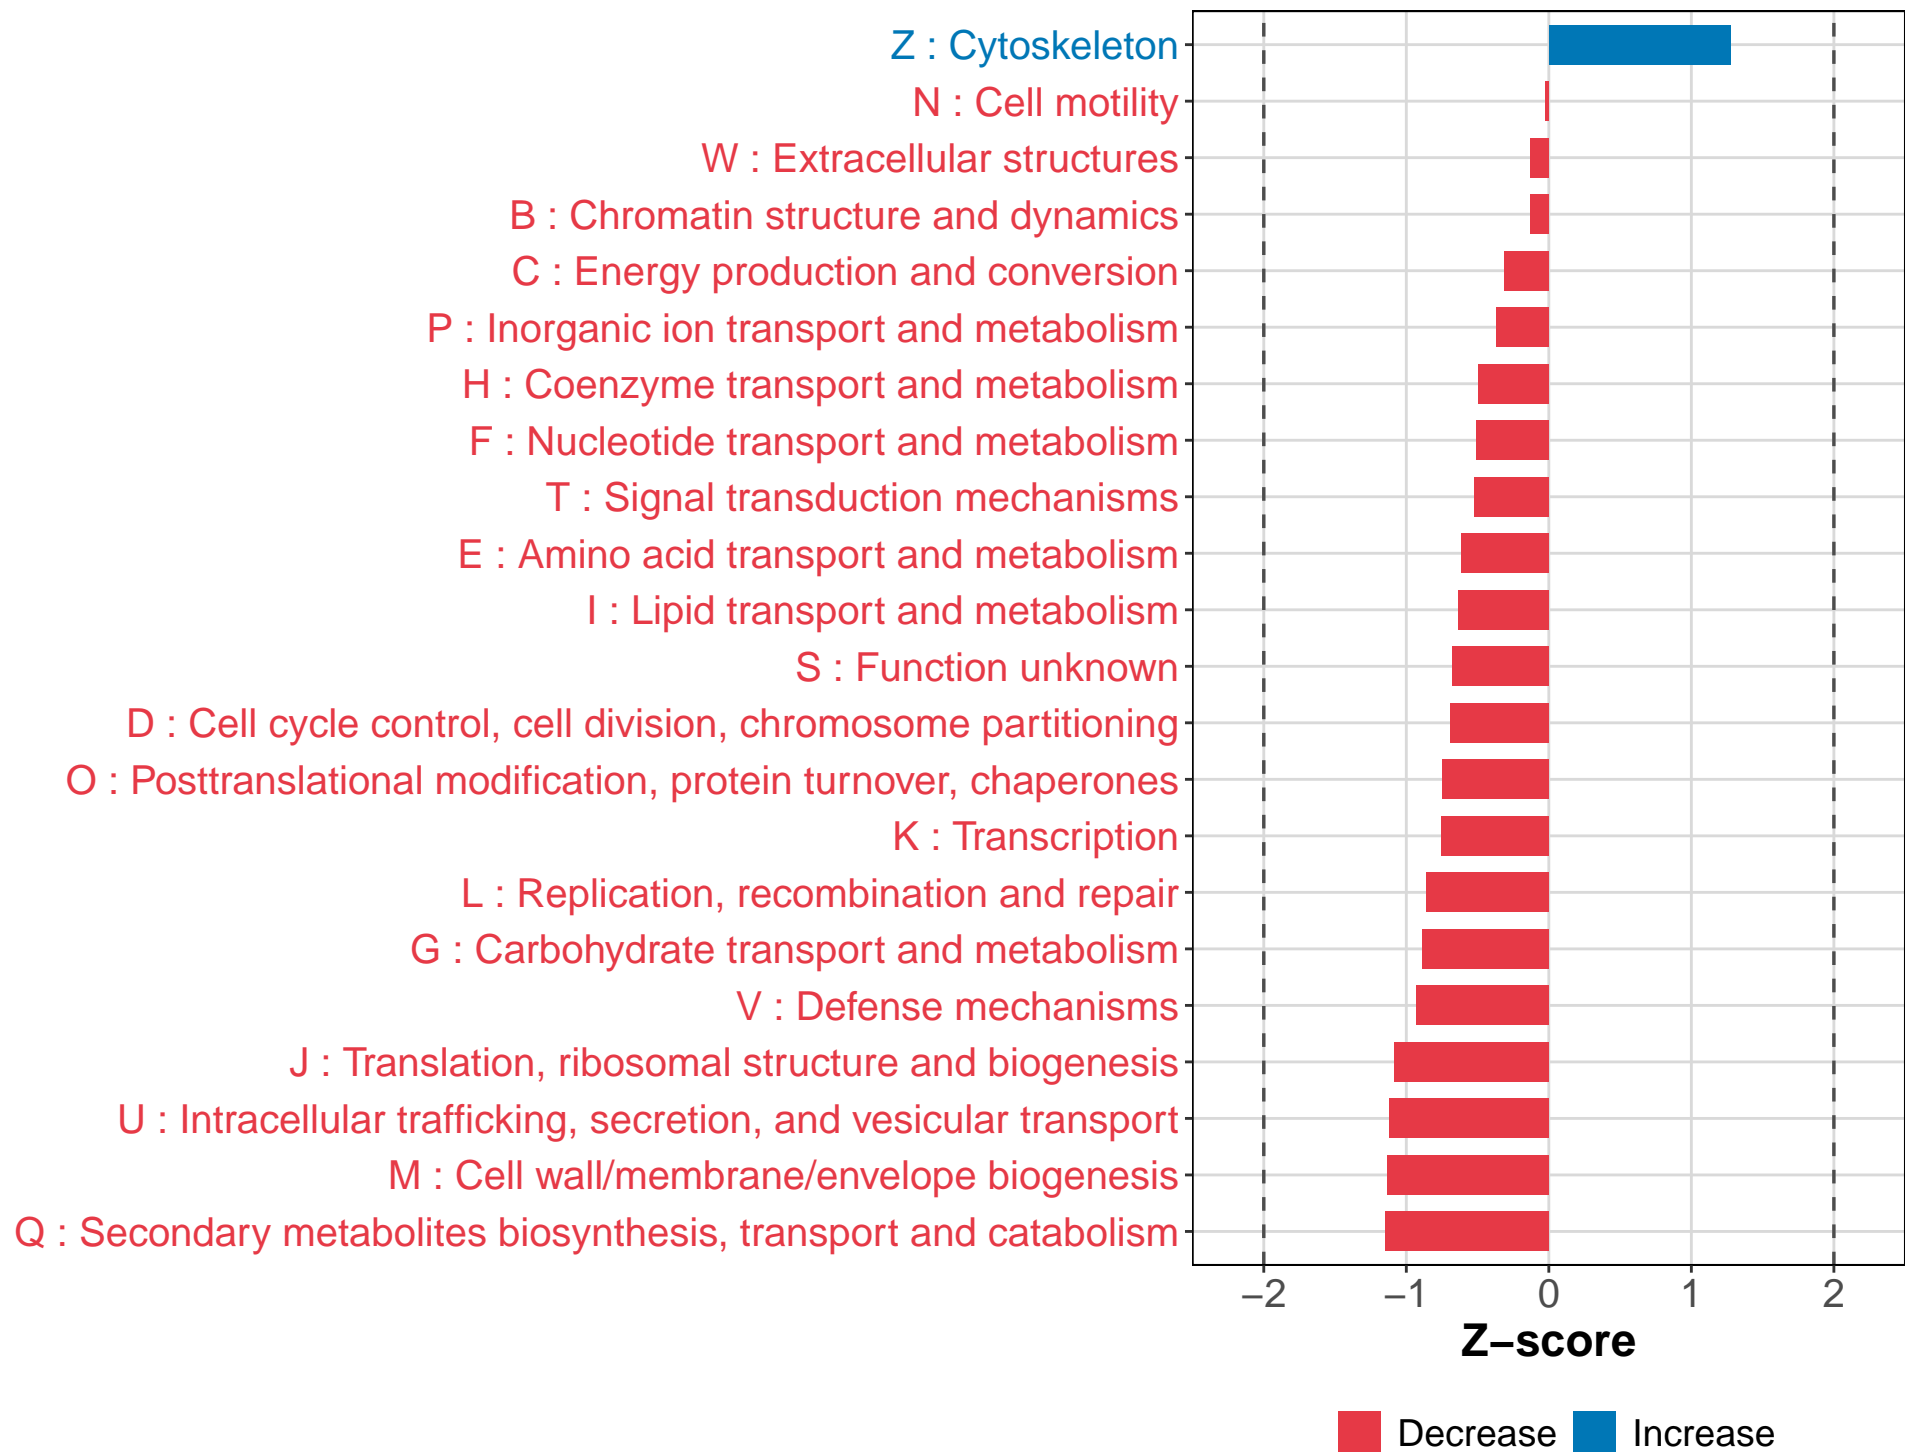 Z : Cytoskeleton
N : Cell motility
W : Extracellular structures
B : Chromatin structure and dynamics
C : Energy production and conversion
P : Inorganic ion transport and metabolism
H : Coenzyme transport and metabolism
F : Nucleotide transport and metabolism
T : Signal transduction mechanisms
E : Amino acid transport and metabolism
I : Lipid transport and metabolism
S : Function unknown
D : Cell cycle control, cell division, chromosome partitioning
O : Posttranslational modification, protein turnover, chaperones
K : Transcription
L : Replication, recombination and repair
G : Carbohydrate transport and metabolism
V : Defense mechanisms
J : Translation, ribosomal structure and biogenesis
U : Intracellular trafficking, secretion, and vesicular transport
M : Cell wall/membrane/envelope biogenesis
Q : Secondary metabolites biosynthesis, transport and catabolism
−2 −1 0 1 2
Z−score
Decrease Increase